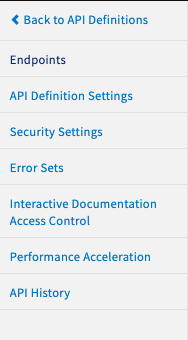 Back to API Definitions
Endpoints
API Definition Settings
Security Settings
Error Sets
Interactive Documentation
Access Control
Performance Acceleration
API History